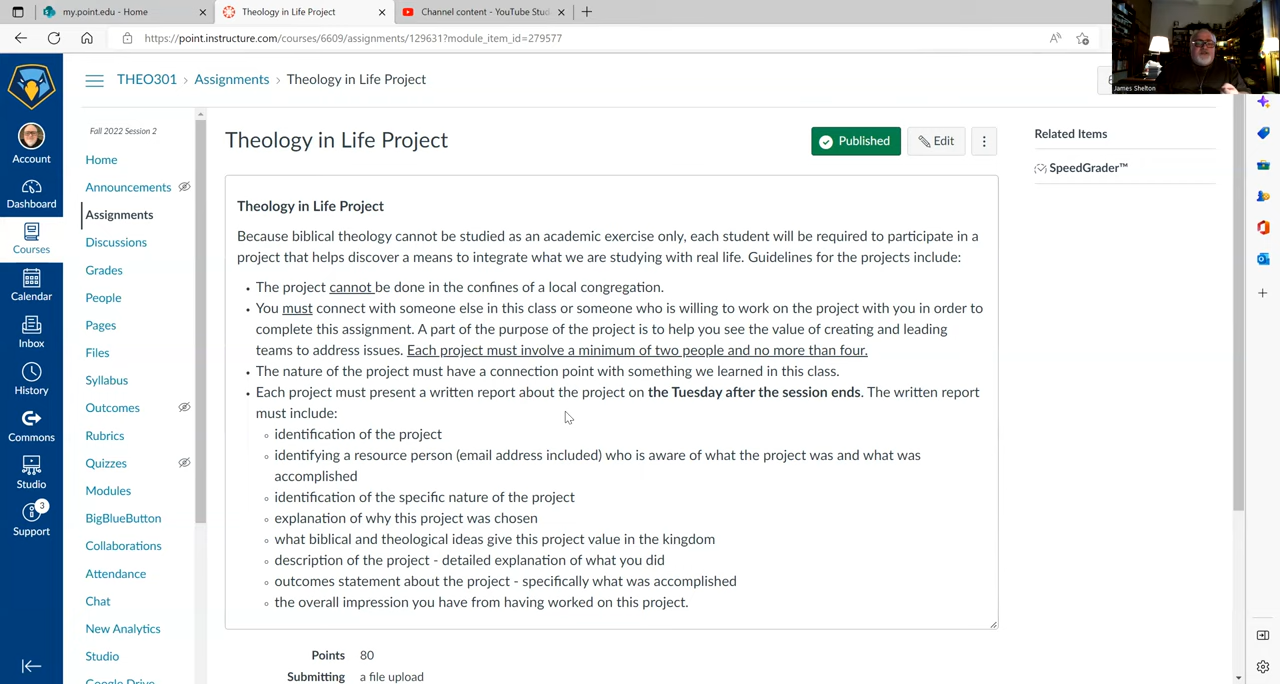 my.point.edu - Home
Theology in Life Project
Channel content - YouTube Stud
https://point.instructure.com/courses/6609/assignments/129631?module_item_id=279577
James Shelton
THEO301 > Assignments > Theology in Life Project
Account
Dashboard
Courses
Calendar
Inbox
History
Commons
Studio
3
Support
Fall 2022 Session 2
Home
Announcements
Assignments
Discussions
Grades
People
Pages
Files
Syllabus
Outcomes
Rubrics
Quizzes
Modules
BigBlueButton
Collaborations
Attendance
Chat
New Analytics
Studio
Google Drive
Theology in Life Project
Published
Edit
Related Items
SpeedGrader™
Theology in Life Project
Because biblical theology cannot be studied as an academic exercise only, each student will be required to participate in a
project that helps discover a means to integrate what we are studying with real life. Guidelines for the projects include:
• The project cannot be done in the confines of a local congregation.
• You must connect with someone else in this class or someone who is willing to work on the project with you in order to
complete this assignment. A part of the purpose of the project is to help you see the value of creating and leading
teams to address issues. Each project must involve a minimum of two people and no more than four.
• The nature of the project must have a connection point with something we learned in this class.
• Each project must present a written report about the project on the Tuesday after the session ends. The written report
must include:
◦ identification of the project
◦ identifying a resource person (email address included) who is aware of what the project was and what was
accomplished
◦ identification of the specific nature of the project
◦ explanation of why this project was chosen
◦ what biblical and theological ideas give this project value in the kingdom
◦ description of the project - detailed explanation of what you did
◦ outcomes statement about the project - specifically what was accomplished
◦ the overall impression you have from having worked on this project.
Points 80
Submitting a file upload